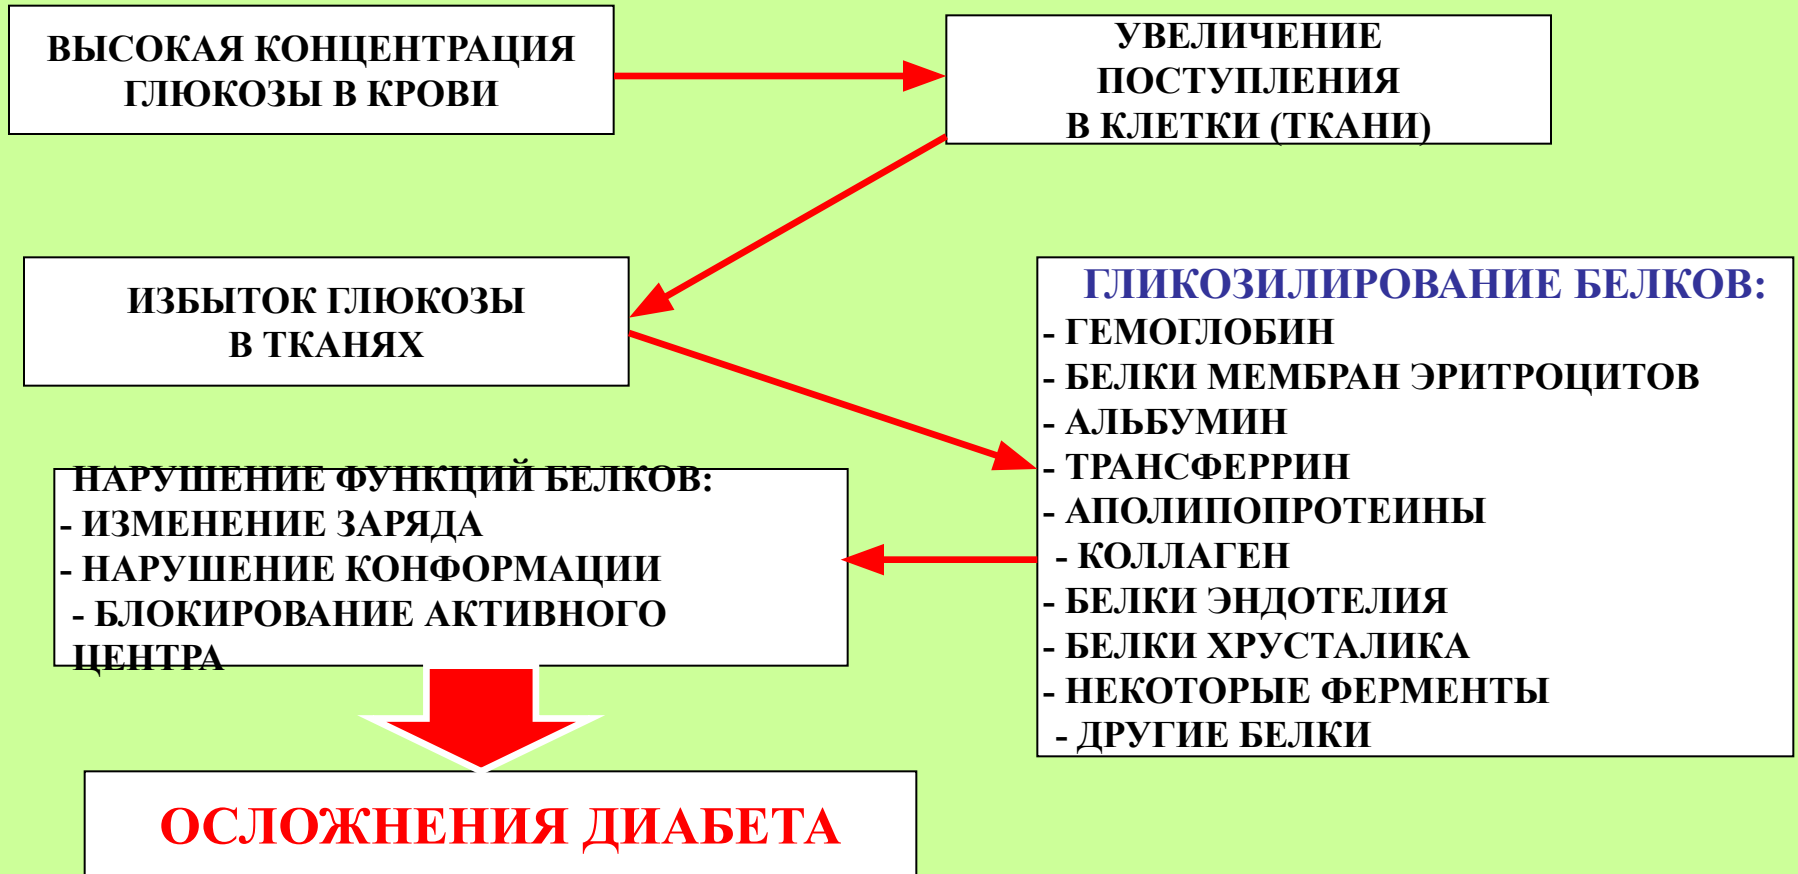 ВЫСОКАЯ КОНЦЕНТРАЦИЯ
ГЛЮКОЗЫ В КРОВИ
УВЕЛИЧЕНИЕ
ПОСТУПЛЕНИЯ
В КЛЕТКИ (ТКАНИ)
ИЗБЫТОК ГЛЮКОЗЫ
В ТКАНЯХ
ГЛИКОЗИЛИРОВАНИЕ БЕЛКОВ:
- ГЕМОГЛОБИН
- БЕЛКИ МЕМБРАН ЭРИТРОЦИТОВ
- АЛЬБУМИН
- ТРАНСФЕРРИН
- АПОЛИПОПРОТЕИНЫ
- КОЛЛАГЕН
- БЕЛКИ ЭНДОТЕЛИЯ
- БЕЛКИ ХРУСТАЛИКА
- НЕКОТОРЫЕ ФЕРМЕНТЫ
- ДРУГИЕ БЕЛКИ
НАРУШЕНИЕ ФУНКЦИЙ БЕЛКОВ:
- ИЗМЕНЕНИЕ ЗАРЯДА
- НАРУШЕНИЕ КОНФОРМАЦИИ
- БЛОКИРОВАНИЕ АКТИВНОГО
ЦЕНТРА
ОСЛОЖНЕНИЯ ДИАБЕТА